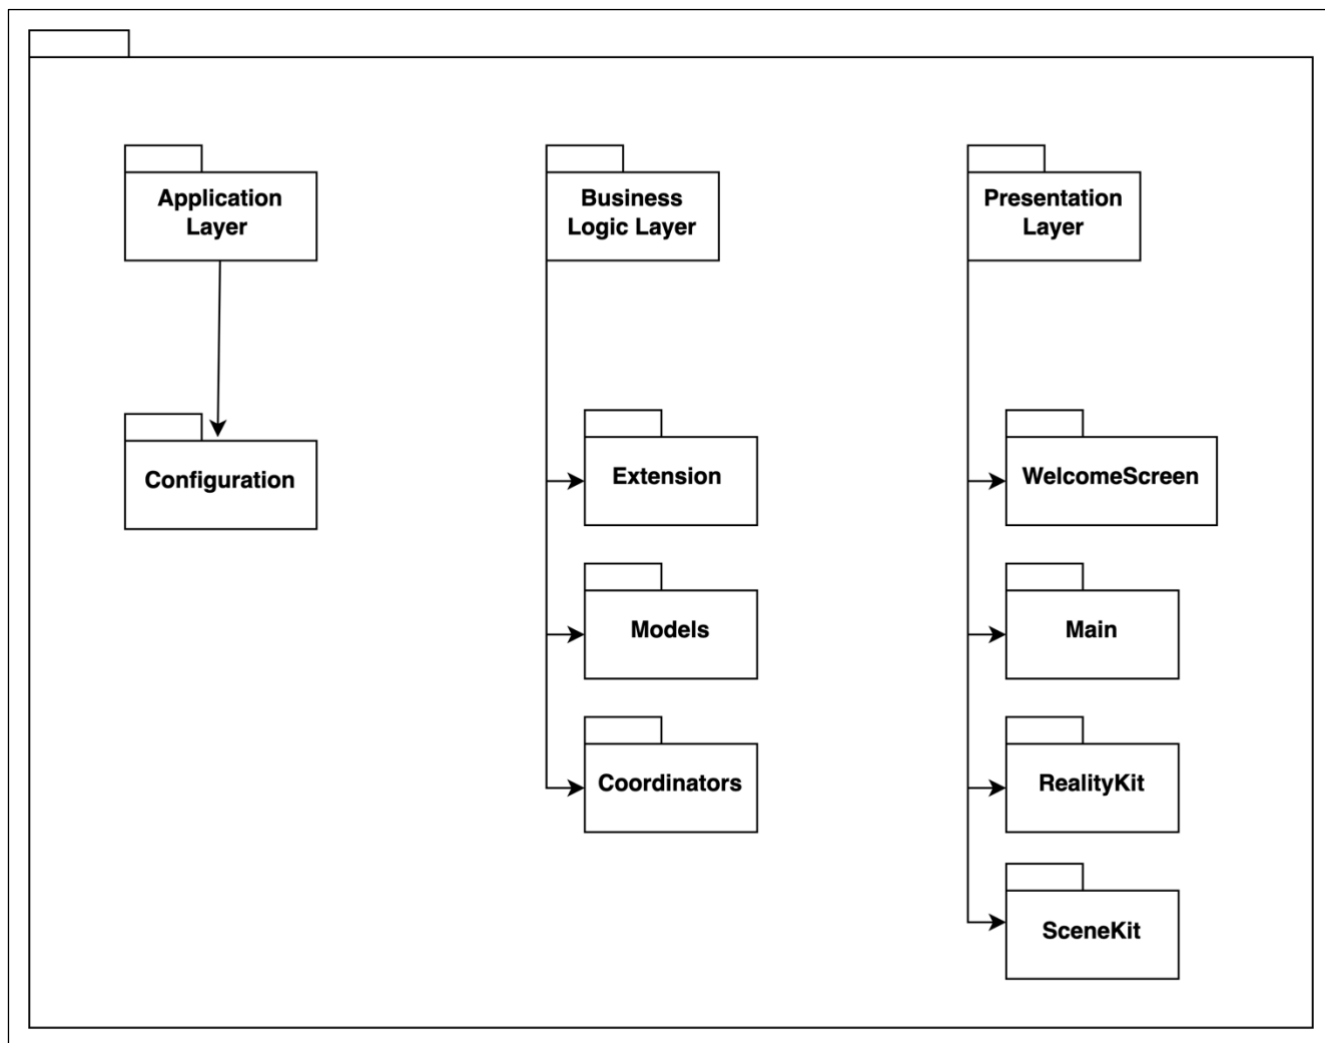 Application
Layer
Business
Logic Layer
Presentation
Layer
Configuration
Extension
WelcomeScreen
Models
Main
Coordinators
RealityKit
SceneKit